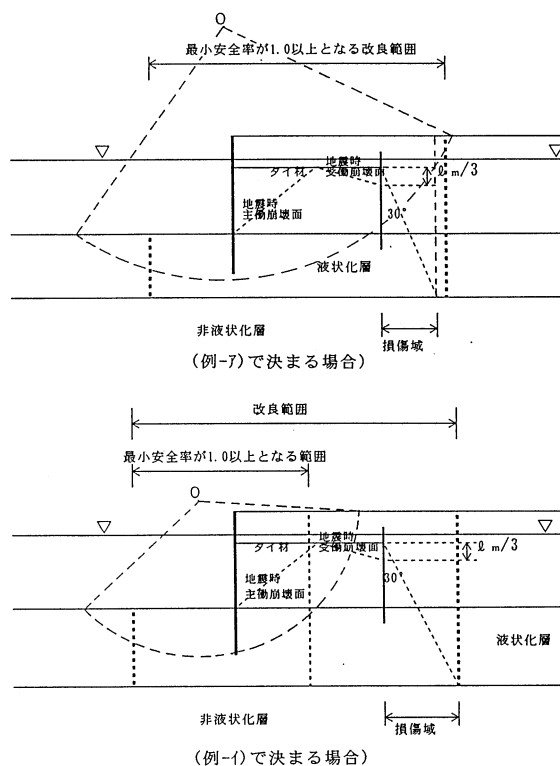 O
最小安全率が1.0以上となる改良範囲
▽
▽
地震時
受働崩壊面
タイ材
ℓm/3
地震時
主働崩壊面
30°
液状化層
非液状化層
損傷域
(例-ア)で決まる場合)
改良範囲
最小安全率が1.0以上となる範囲
O
▽
▽
地震時
受働崩壊面
タイ材
ℓm/3
地震時
主働崩壊面
30°
液状化層
非液状化層
損傷域
(例-イ)で決まる場合)